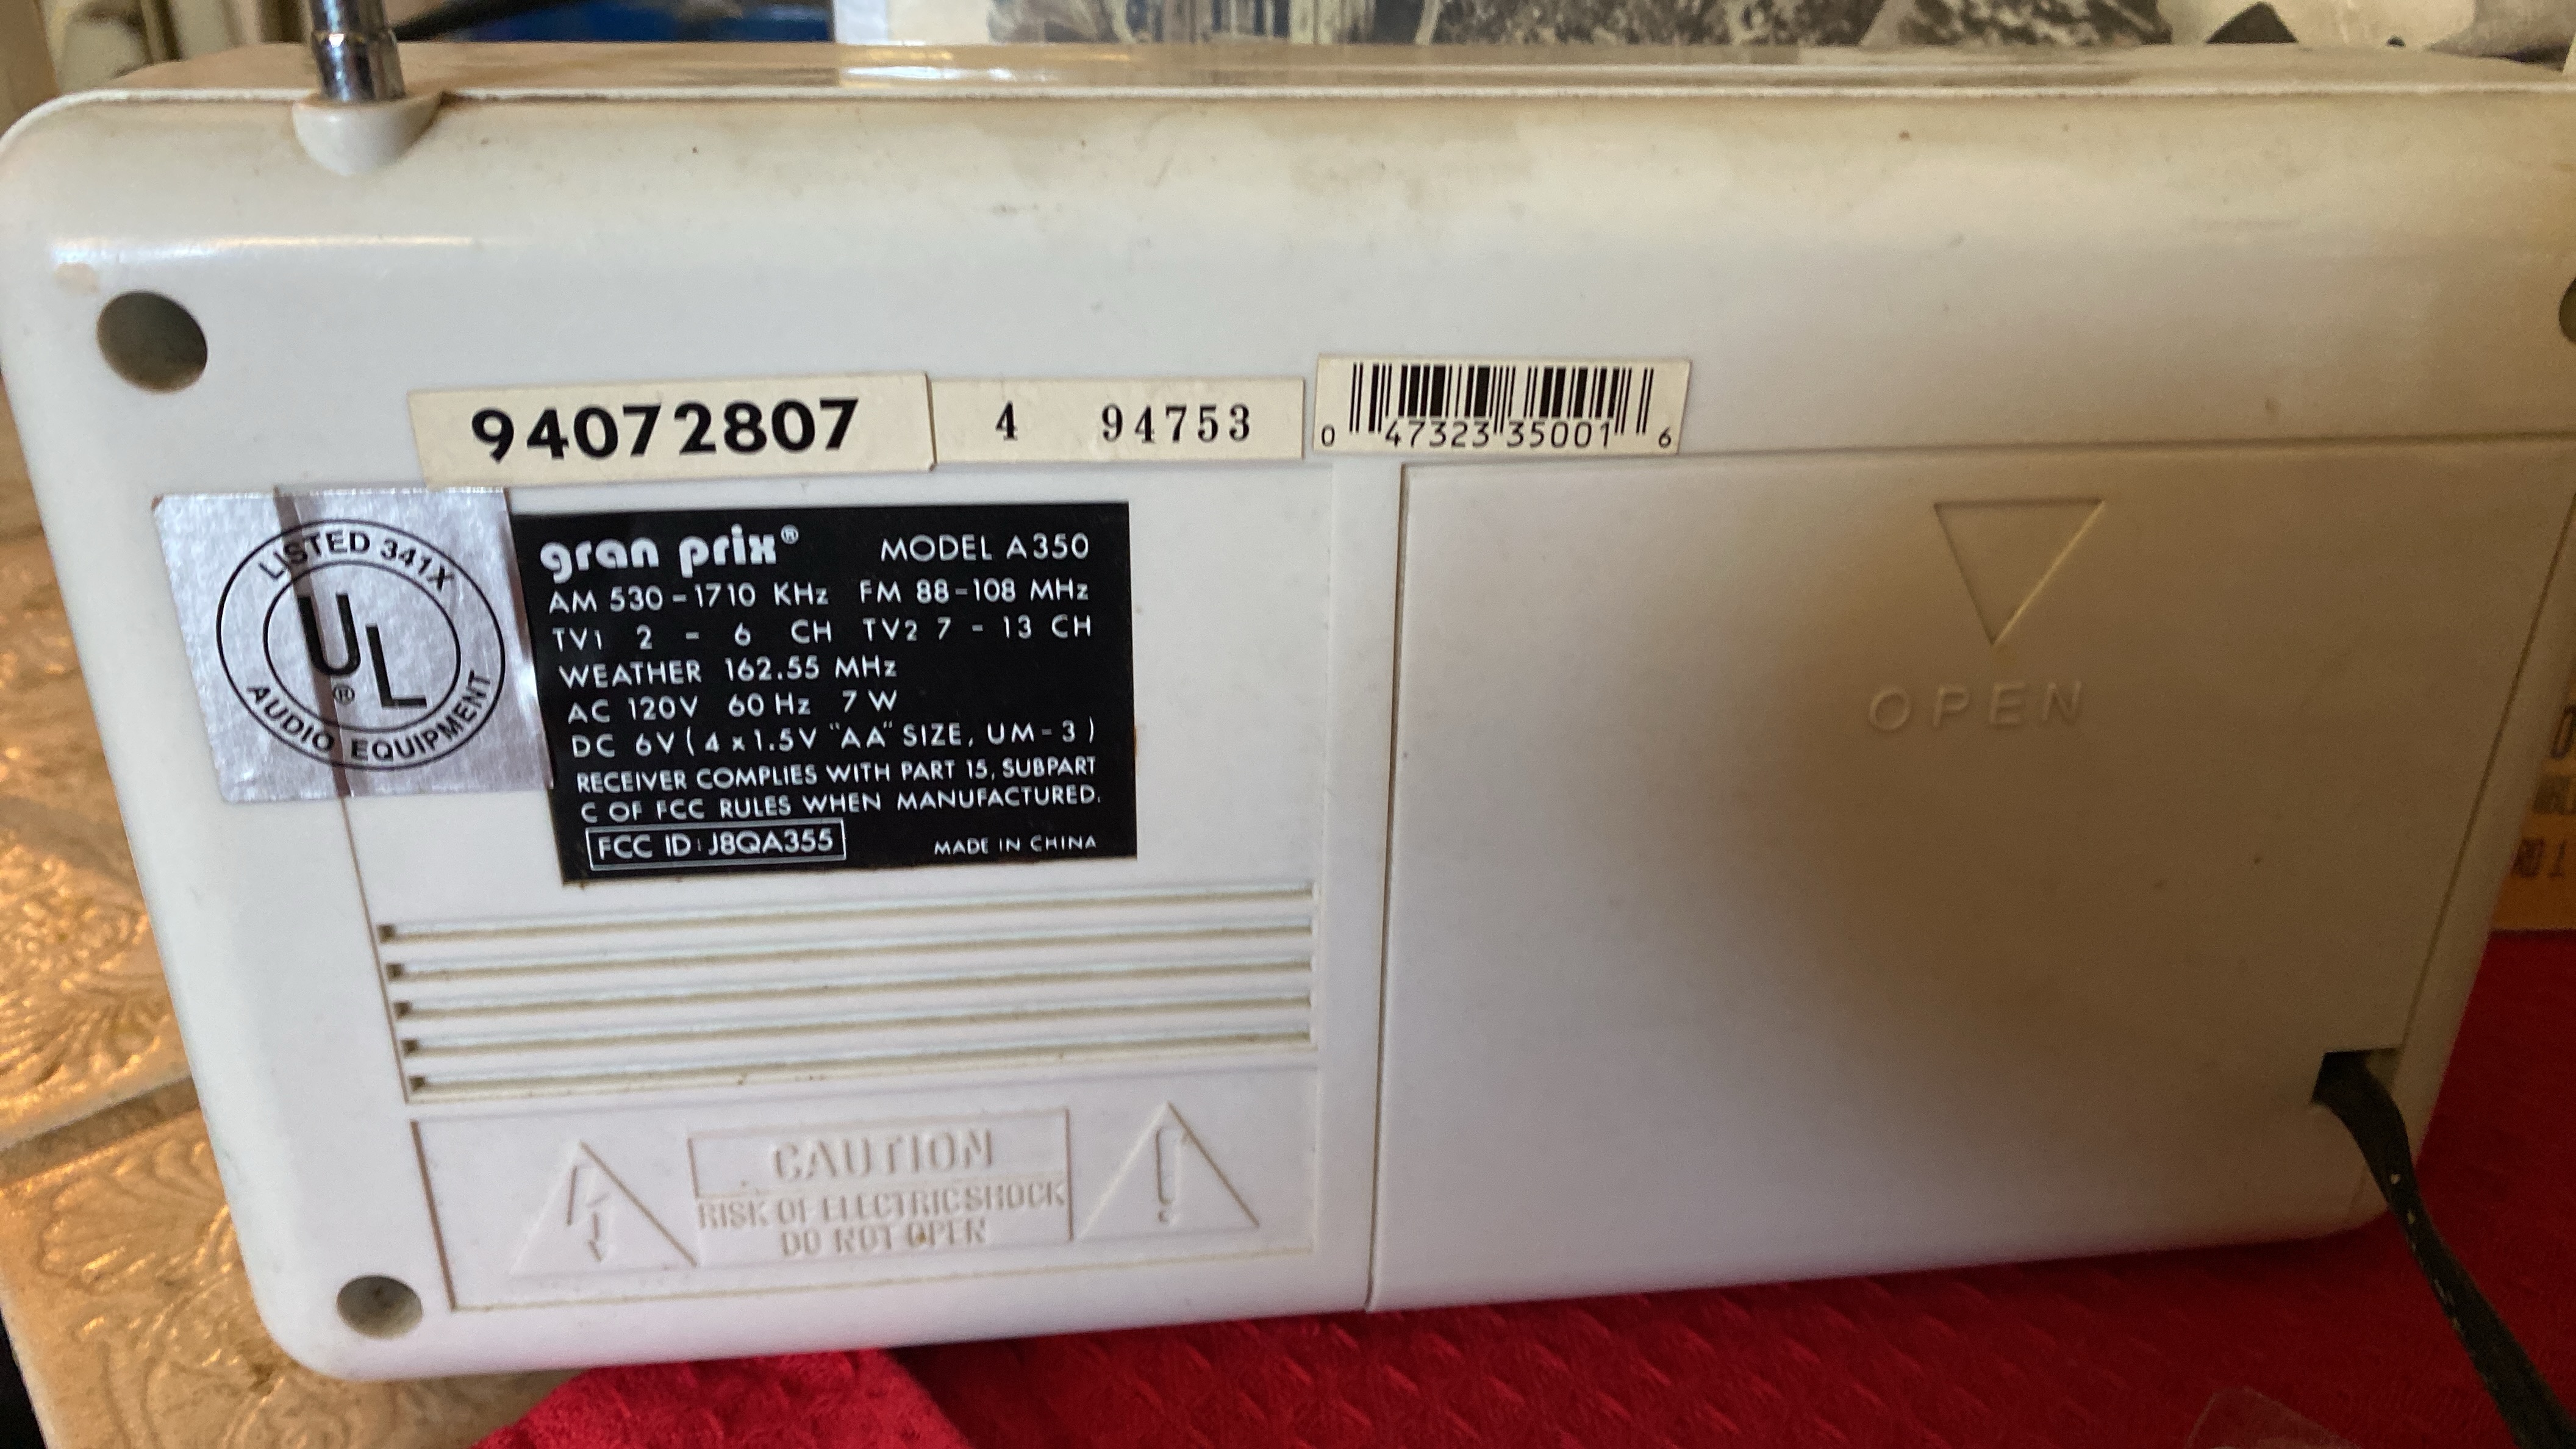 94072807 4 94753
0 47323 35001 6
LISTED 341X
UL®
AUDIO EQUIPMENT
gran prix® MODEL A350
AM 530-1710 KHz FM 88-108 MHz
TV1 2 - 6 CH TV2 7 - 13 CH
WEATHER 162.55 MHz
AC 120V 60 Hz 7 W
DC 6V (4 x 1.5V "AA" SIZE, UM-3)
RECEIVER COMPLIES WITH PART 15, SUBPART
C OF FCC RULES WHEN MANUFACTURED.
FCC ID: J8QA355 MADE IN CHINA
OPEN
CAUTION
RISK OF ELECTRIC SHOCK
DO NOT OPEN